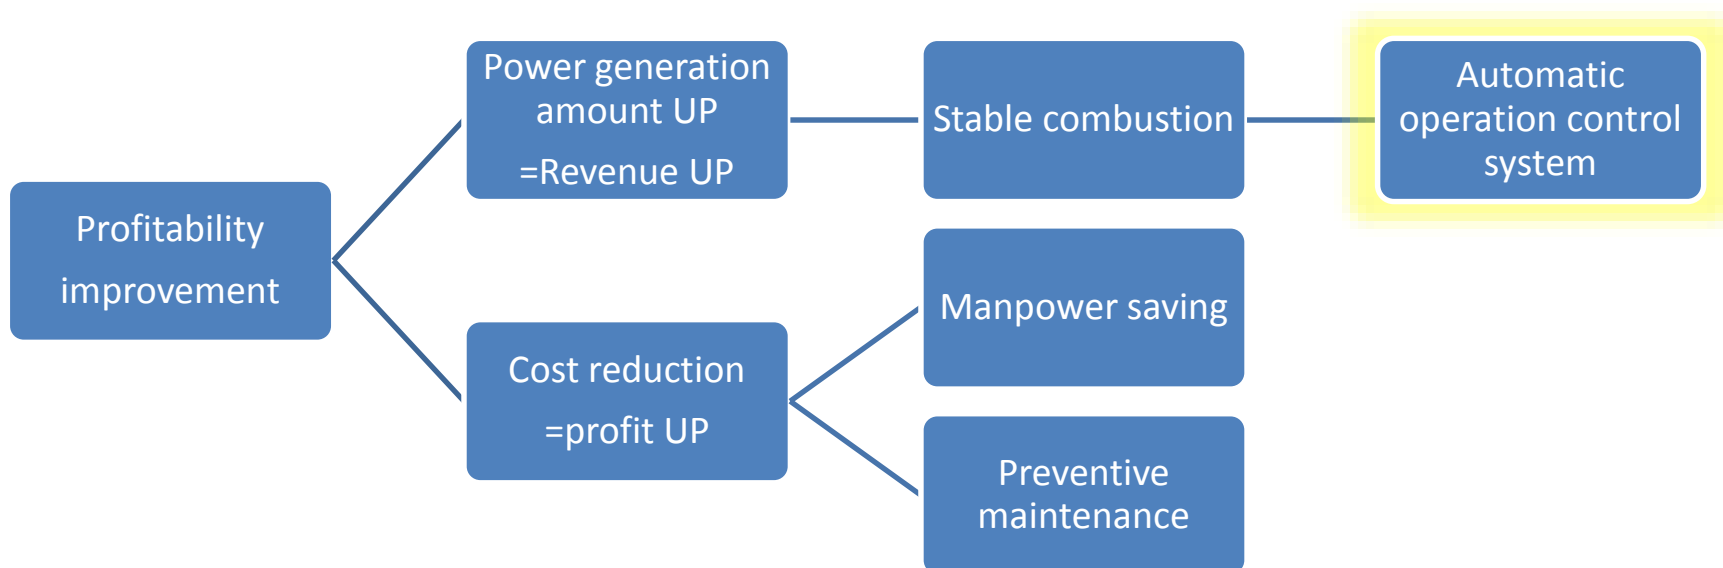 Profitability
improvement
Power generation
amount UP
=Revenue UP
Cost reduction
=profit UP
Stable combustion
Manpower saving
Preventive
maintenance
Automatic
operation control
system